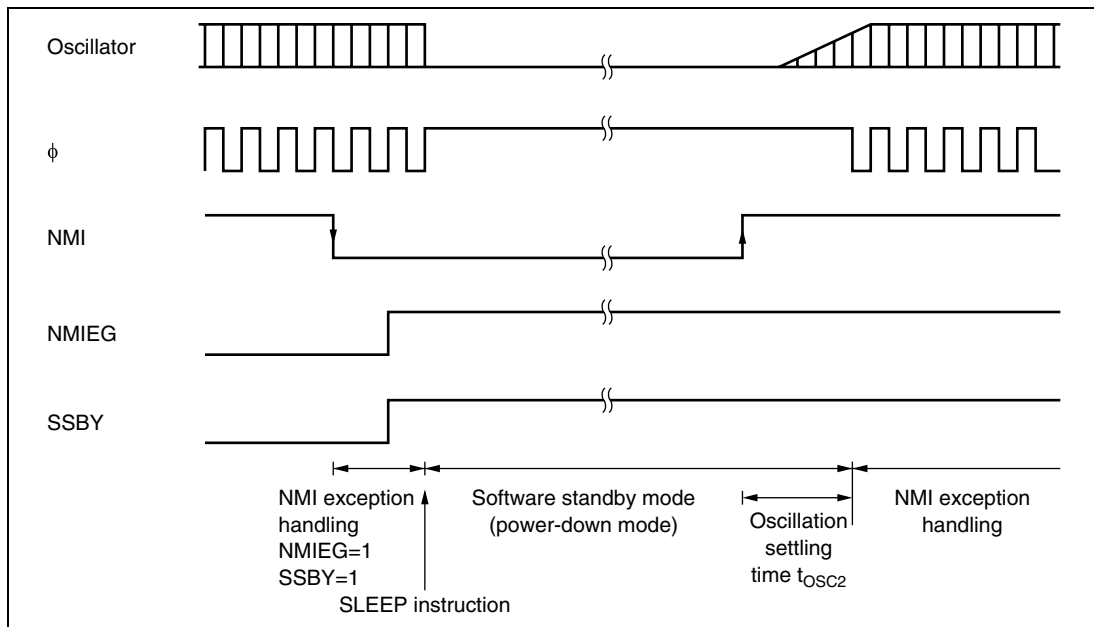 Oscillator
ϕ
NMI
NMIEG
SSBY
NMI exception
handling
NMIEG=1
SSBY=1
SLEEP instruction
Software standby mode
(power-down mode)
Oscillation
settling
time tOSC2
NMI exception
handling